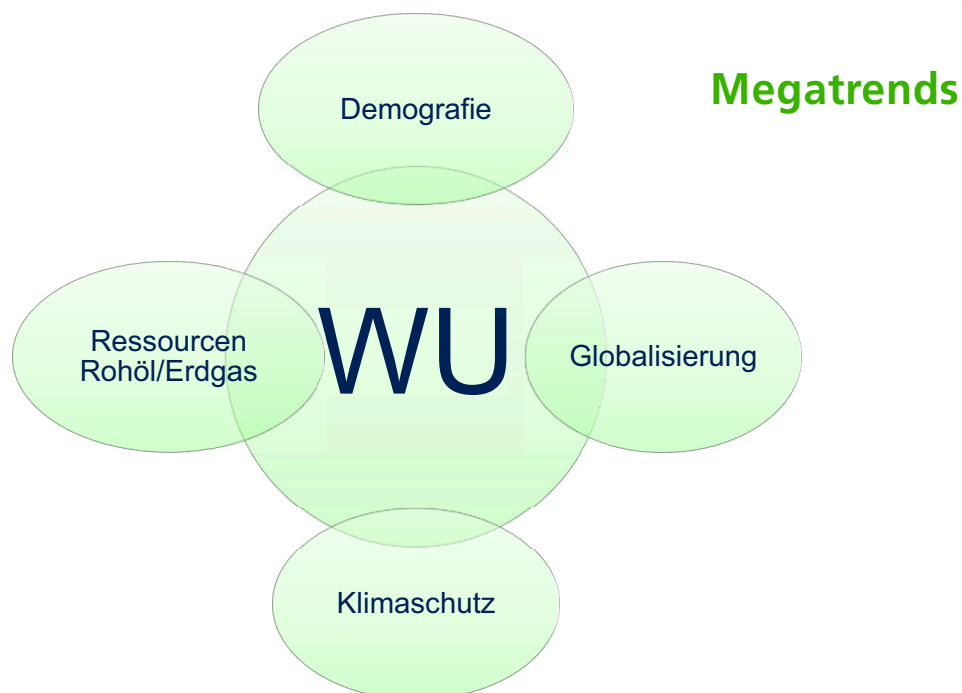 Megatrends
Demografie
Ressourcen
Rohöl/Erdgas
WU
Globalisierung
Klimaschutz